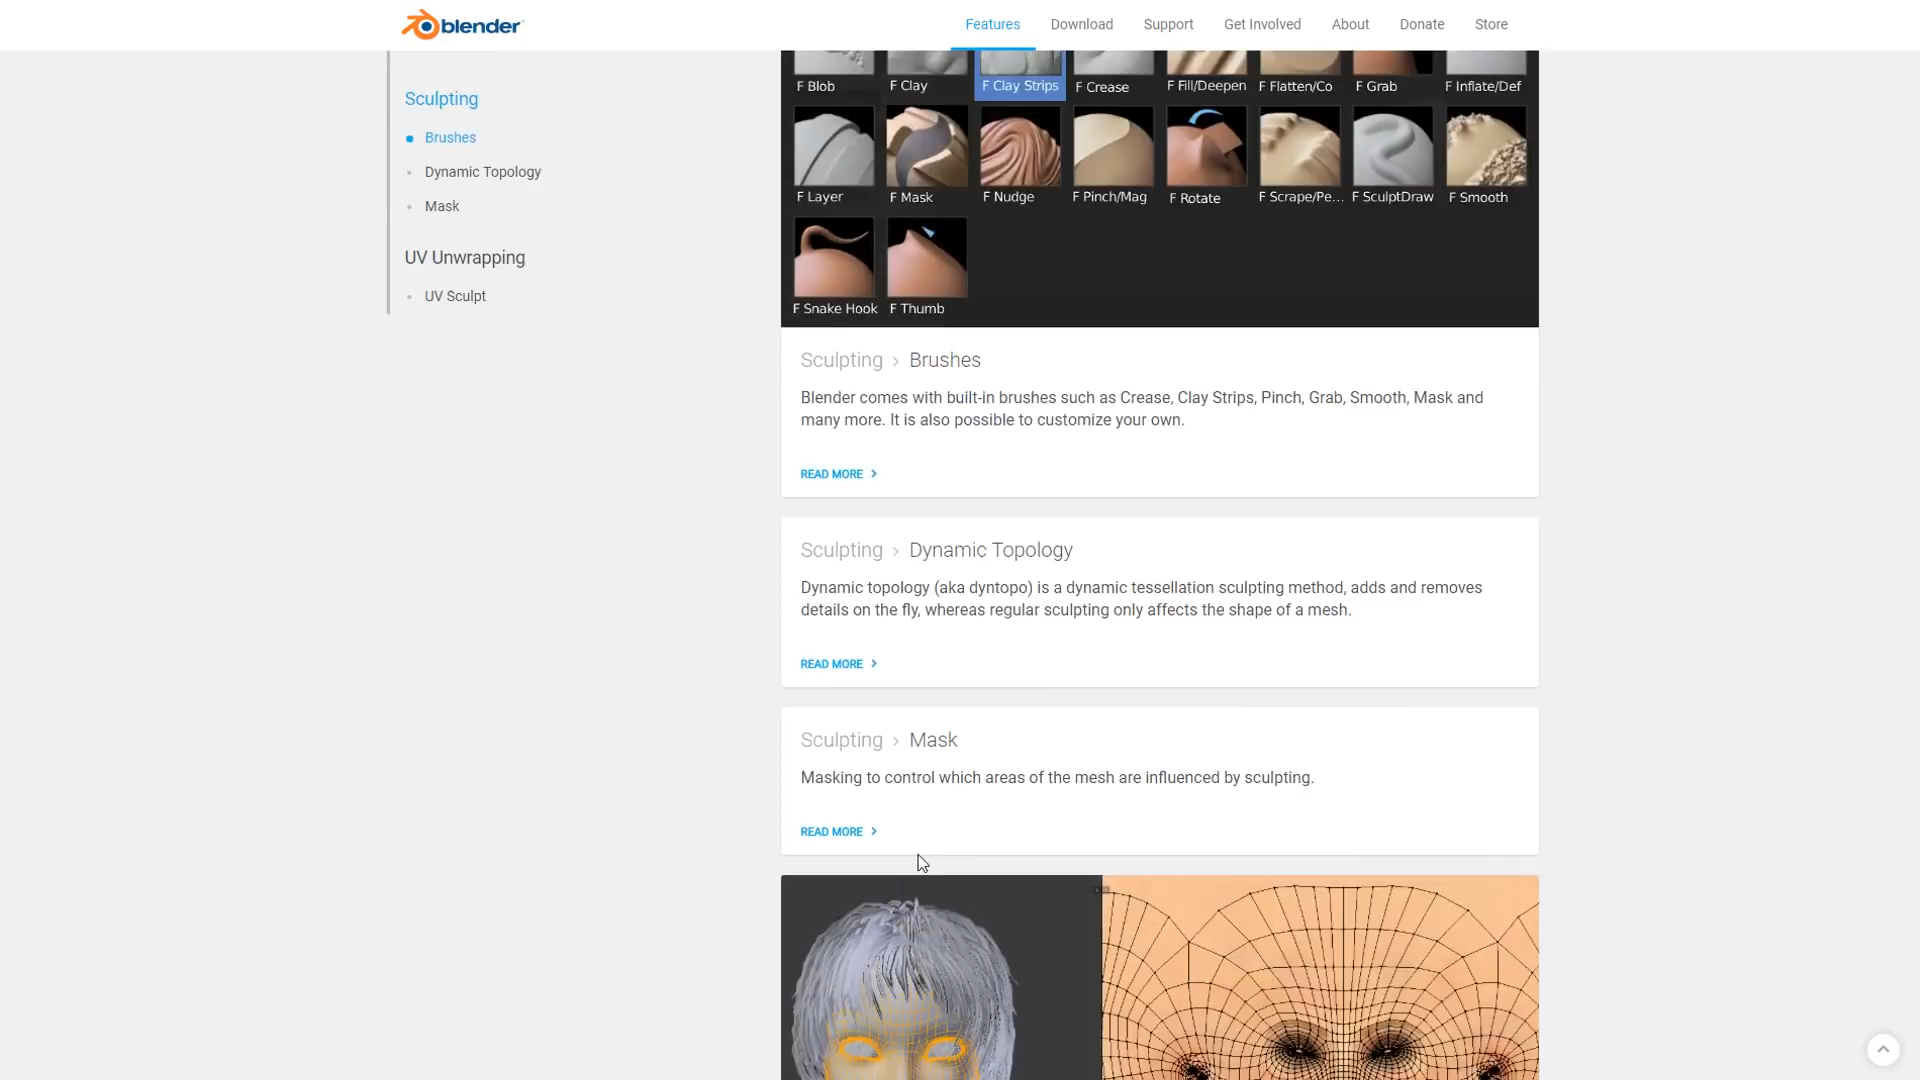 blender
Features
Download
Support
Get Involved
About
Donate
Store
Sculpting
Brushes
Dynamic Topology
Mask
UV Unwrapping
UV Sculpt
F Blob
F Clay
F Clay Strips
F Crease
F Fill/Deepen
F Flatten/Co
F Grab
F Inflate/Def
F Layer
F Mask
F Nudge
F Pinch/Mag
F Rotate
F Scrape/Pe...
F SculptDraw
F Smooth
F Snake Hook
F Thumb
Sculpting › Brushes
Blender comes with built-in brushes such as Crease, Clay Strips, Pinch, Grab, Smooth, Mask and
many more. It is also possible to customize your own.
READ MORE
Sculpting › Dynamic Topology
Dynamic topology (aka dyntopo) is a dynamic tessellation sculpting method, adds and removes
details on the fly, whereas regular sculpting only affects the shape of a mesh.
READ MORE
Sculpting › Mask
Masking to control which areas of the mesh are influenced by sculpting.
READ MORE